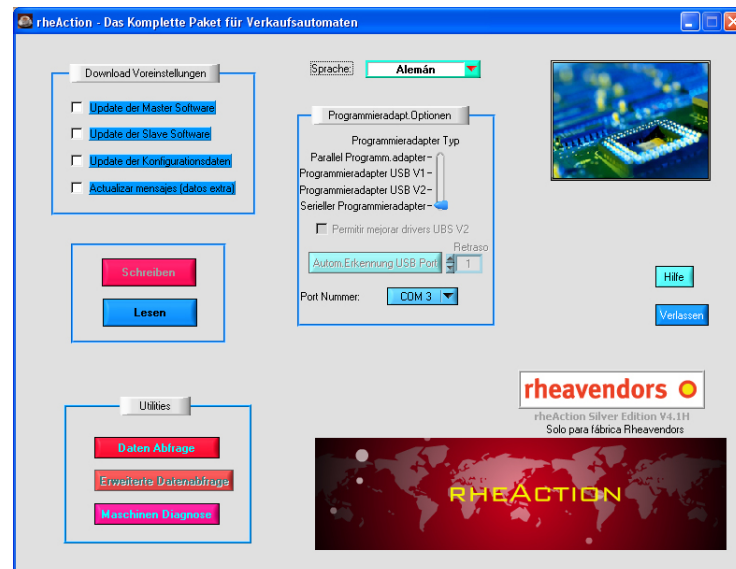 rheAction - Das Komplette Paket für Verkaufsautomaten
Download Voreinstellungen
Update der Master Software
Update der Slave Software
Update der Konfigurationsdaten
Actualizar mensajes (datos extra)
Schreiben
Lesen
Utilities
Daten Abfrage
Erweiterte Datenabfrage
Maschinen Diagnose
Sprache:
Alemán
Programmieradapt.Optionen
Programmieradapter Typ
Parallel Programm.adapter
Programmieradapter USB V1
Programmieradapter USB V2
Serieller Programmieradapter
Permitir mejorar drivers UBS V2
Retraso
Autom.Erkennung USB Port
1
Port Nummer:
COM 3
Hilfe
Verlassen
rheavendors
rheAction Silver Edition V4.1H
Solo para fábrica Rheavendors
RHEACTION